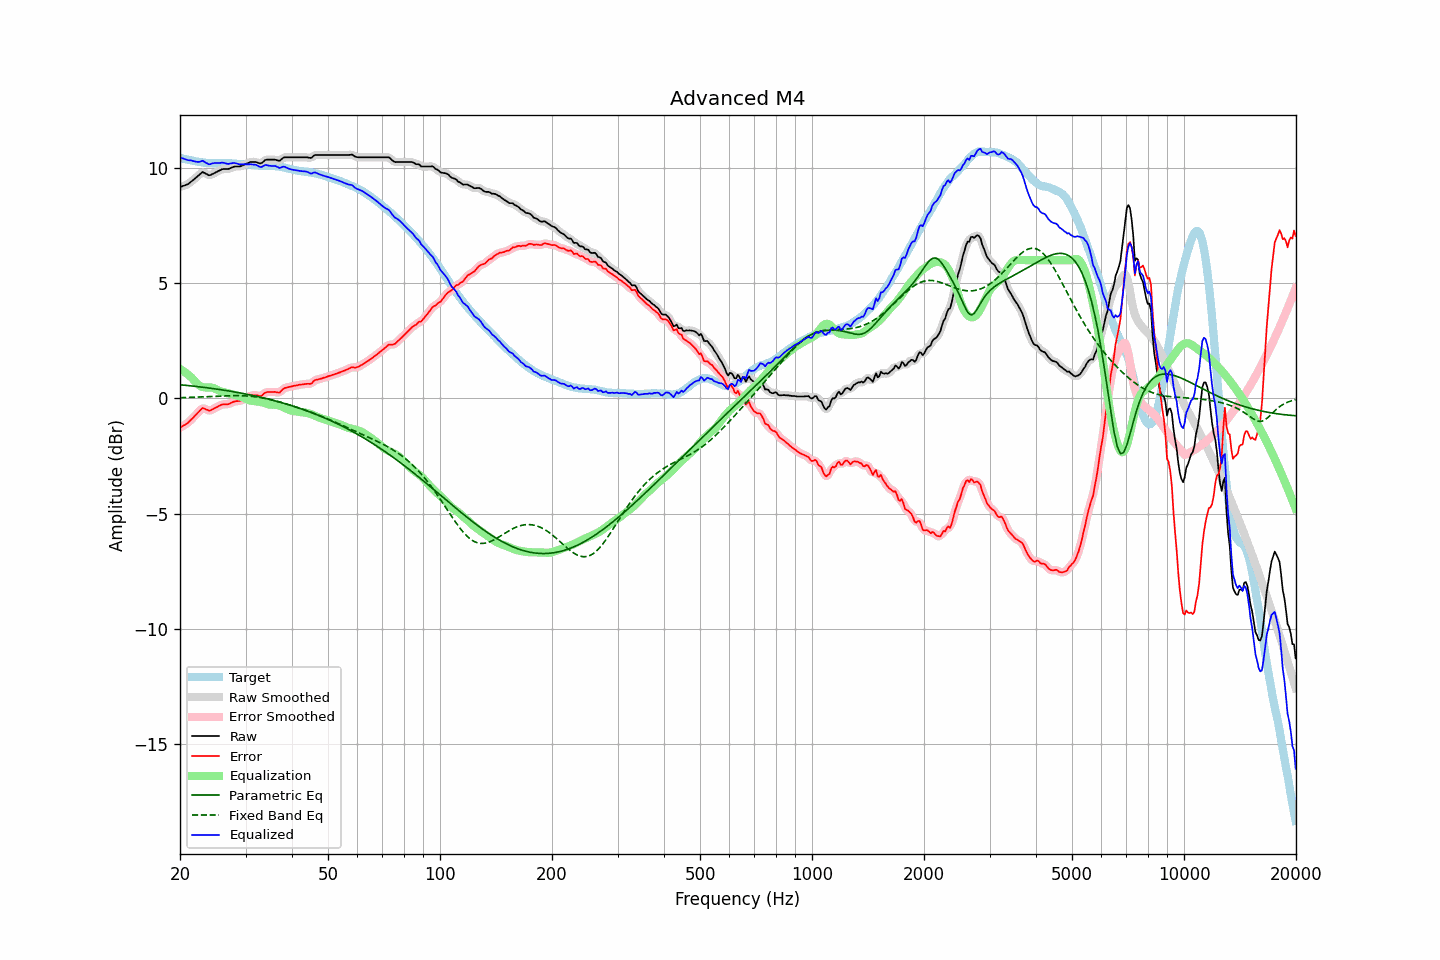 Advanced M4
Amplitude (dBr)
10
5
0
−5
−10
−15
Target
Raw Smoothed
Error Smoothed
Raw
Error
Equalization
Parametric Eq
Fixed Band Eq
Equalized
20 50 100 200 500 1000 2000 5000 10000 20000
Frequency (Hz)